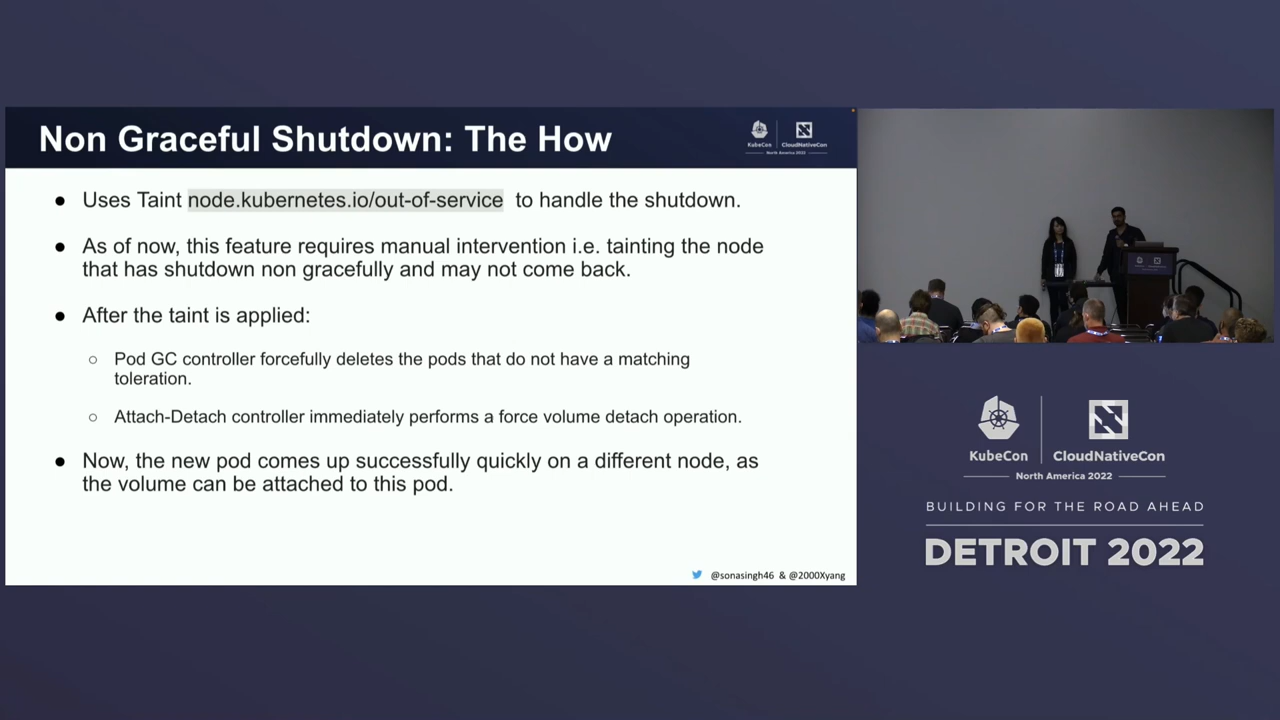 Non Graceful Shutdown: The How
KubeCon
CloudNativeCon
North America 2022
● Uses Taint node.kubernetes.io/out-of-service to handle the shutdown.
● As of now, this feature requires manual intervention i.e. tainting the node
that has shutdown non gracefully and may not come back.
● After the taint is applied:
○ Pod GC controller forcefully deletes the pods that do not have a matching
toleration.
○ Attach-Detach controller immediately performs a force volume detach operation.
● Now, the new pod comes up successfully quickly on a different node, as
the volume can be attached to this pod.
@sonasingh46 & @2000Xyang
KubeCon
CloudNativeCon
North America 2022
BUILDING FOR THE ROAD AHEAD
DETROIT 2022